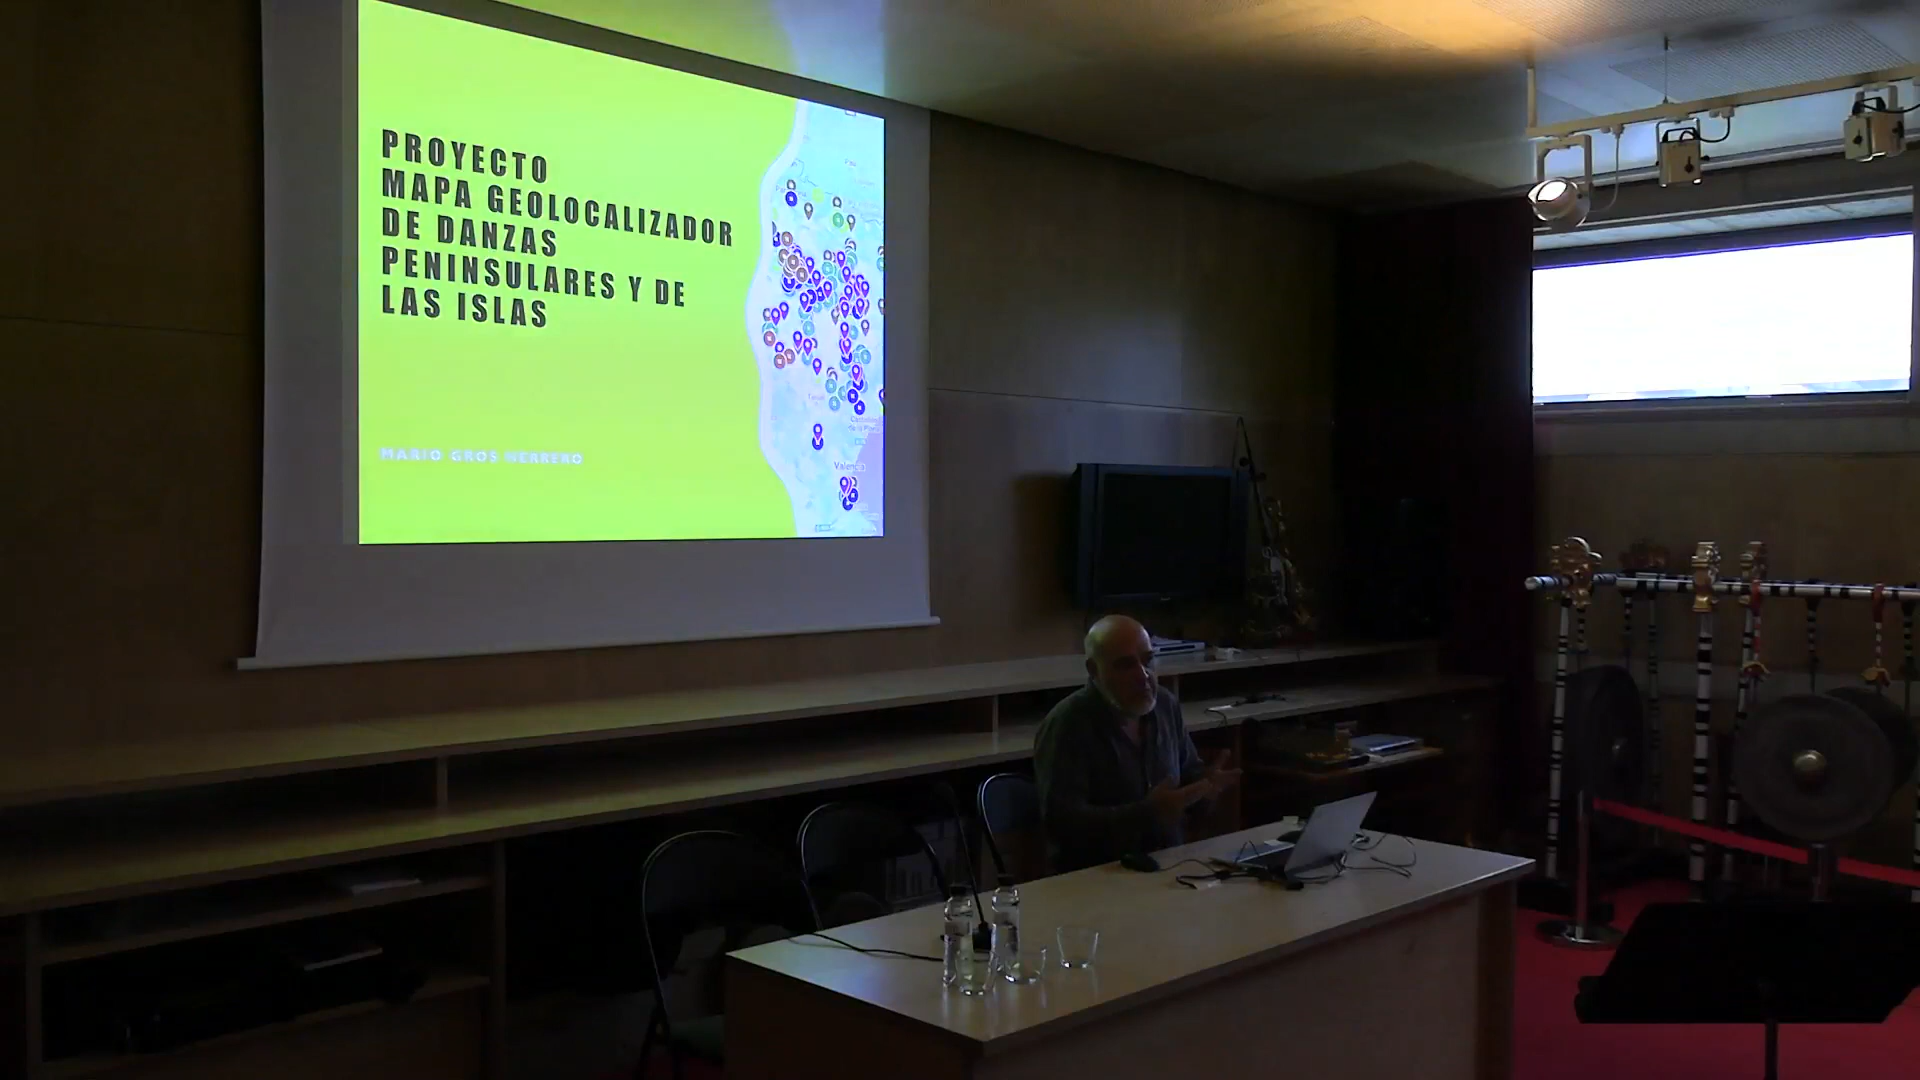 PROYECTO
MAPA GEOLOCALIZADOR
DE DANZAS
PENINSULARES Y DE
LAS ISLAS
MARIO GROS HERRERO
Valencia